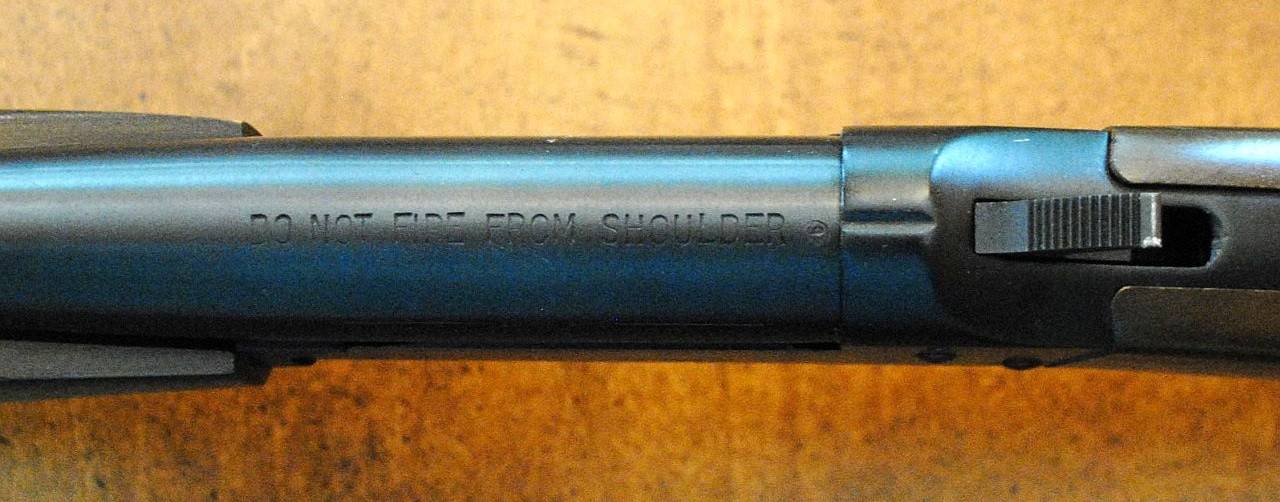 DO NOT FIRE FROM SHOULDER